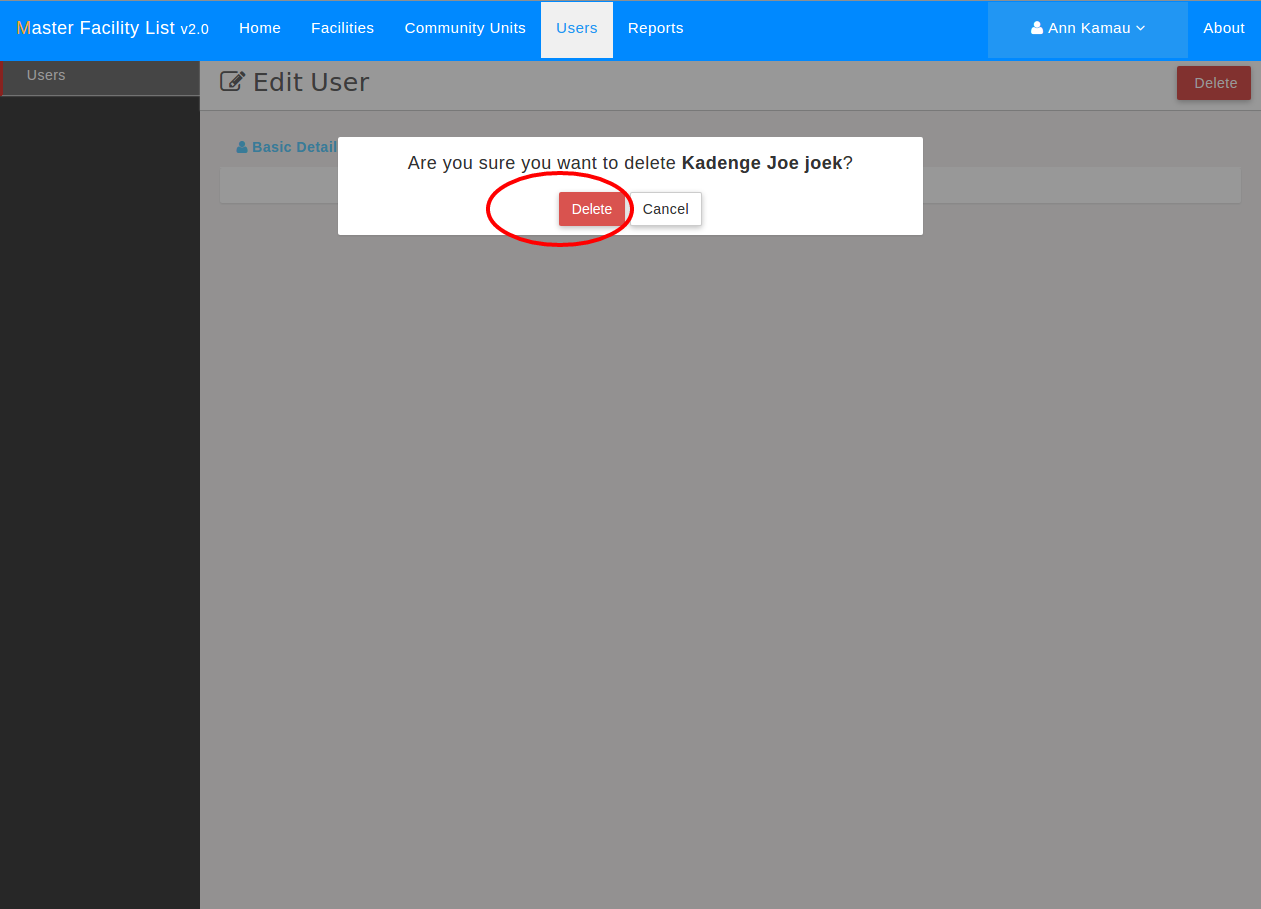 Master Facility List v2.0 Home Facilities Community Units Users Reports Ann Kamau About
Users
Edit User
Delete
Basic Detail
Are you sure you want to delete Kadenge Joe joek?
Delete Cancel